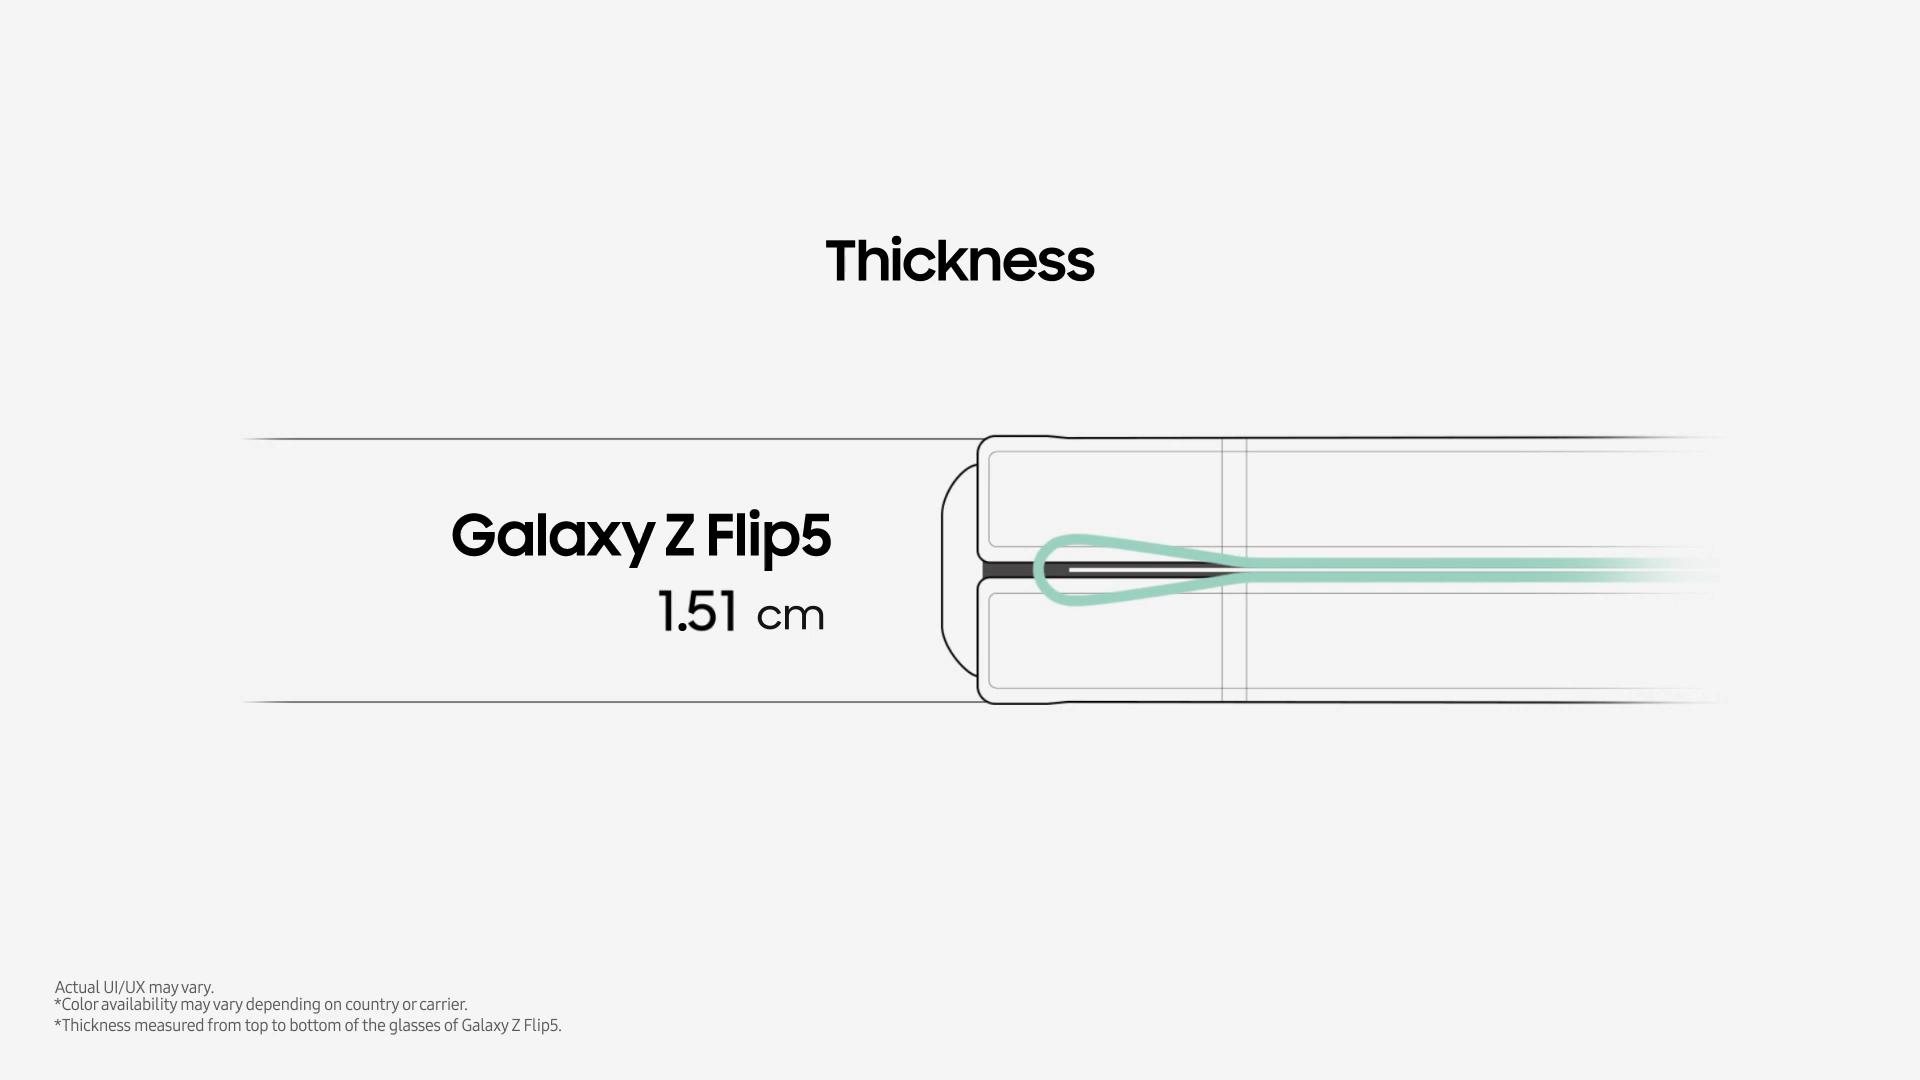 Thickness
Galaxy Z Flip5
1.51 cm
Actual UI/UX may vary.
*Color availability may vary depending on country or carrier.
*Thickness measured from top to bottom of the glasses of Galaxy Z Flip5.